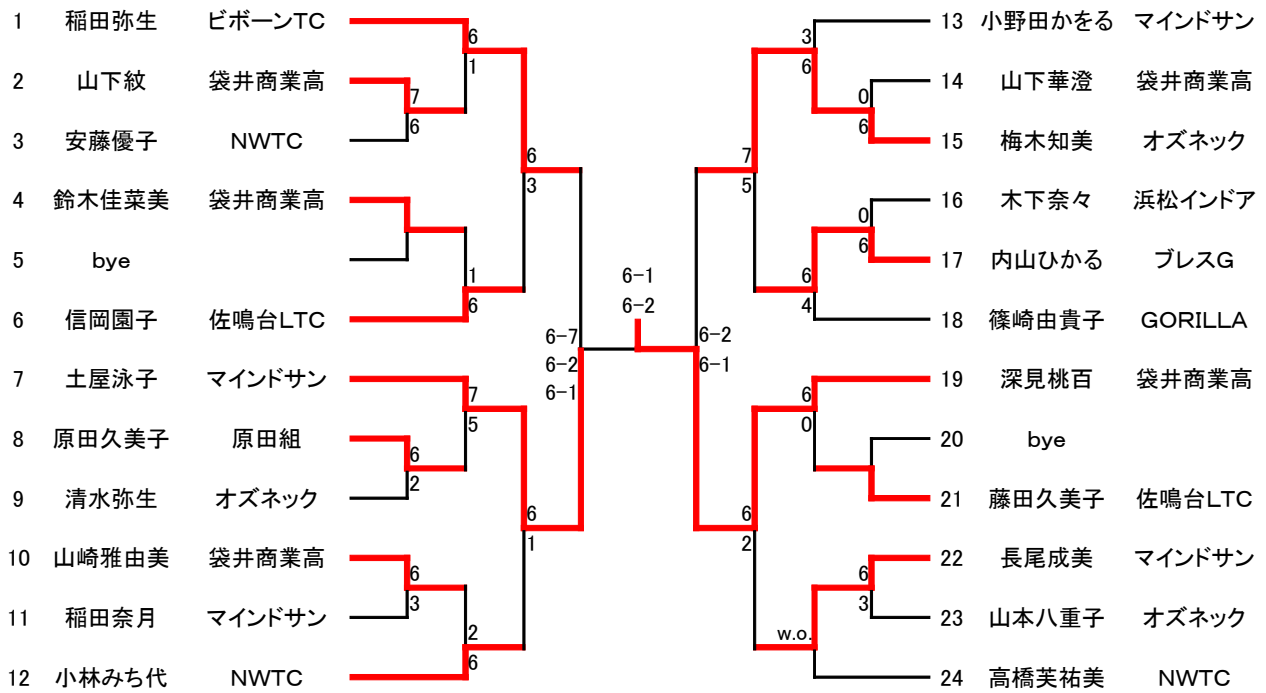 1 稲田弥生 ビボーンTC
2 山下紋 袋井商業高
3 安藤優子 NWTC
4 鈴木佳菜美 袋井商業高
5 bye
6 信岡園子 佐鳴台LTC
7 土屋泳子 マインドサン
8 原田久美子 原田組
9 清水弥生 オズネック
10 山崎雅由美 袋井商業高
11 稲田奈月 マインドサン
12 小林みち代 NWTC
6
1
7
6
6
3
1
6
7
5
6
2
6
1
6
3
2
6
6-7
6-2
6-1
6-1
6-2
6-2
6-1
3
6
0
6
7
5
0
6
6
4
6
0
6
2
6
3
w.o.
13 小野田かをる マインドサン
14 山下華澄 袋井商業高
15 梅木知美 オズネック
16 木下奈々 浜松インドア
17 内山ひかる ブレスG
18 篠崎由貴子 GORILLA
19 深見桃百 袋井商業高
20 bye
21 藤田久美子 佐鳴台LTC
22 長尾成美 マインドサン
23 山本八重子 オズネック
24 高橋芙祐美 NWTC